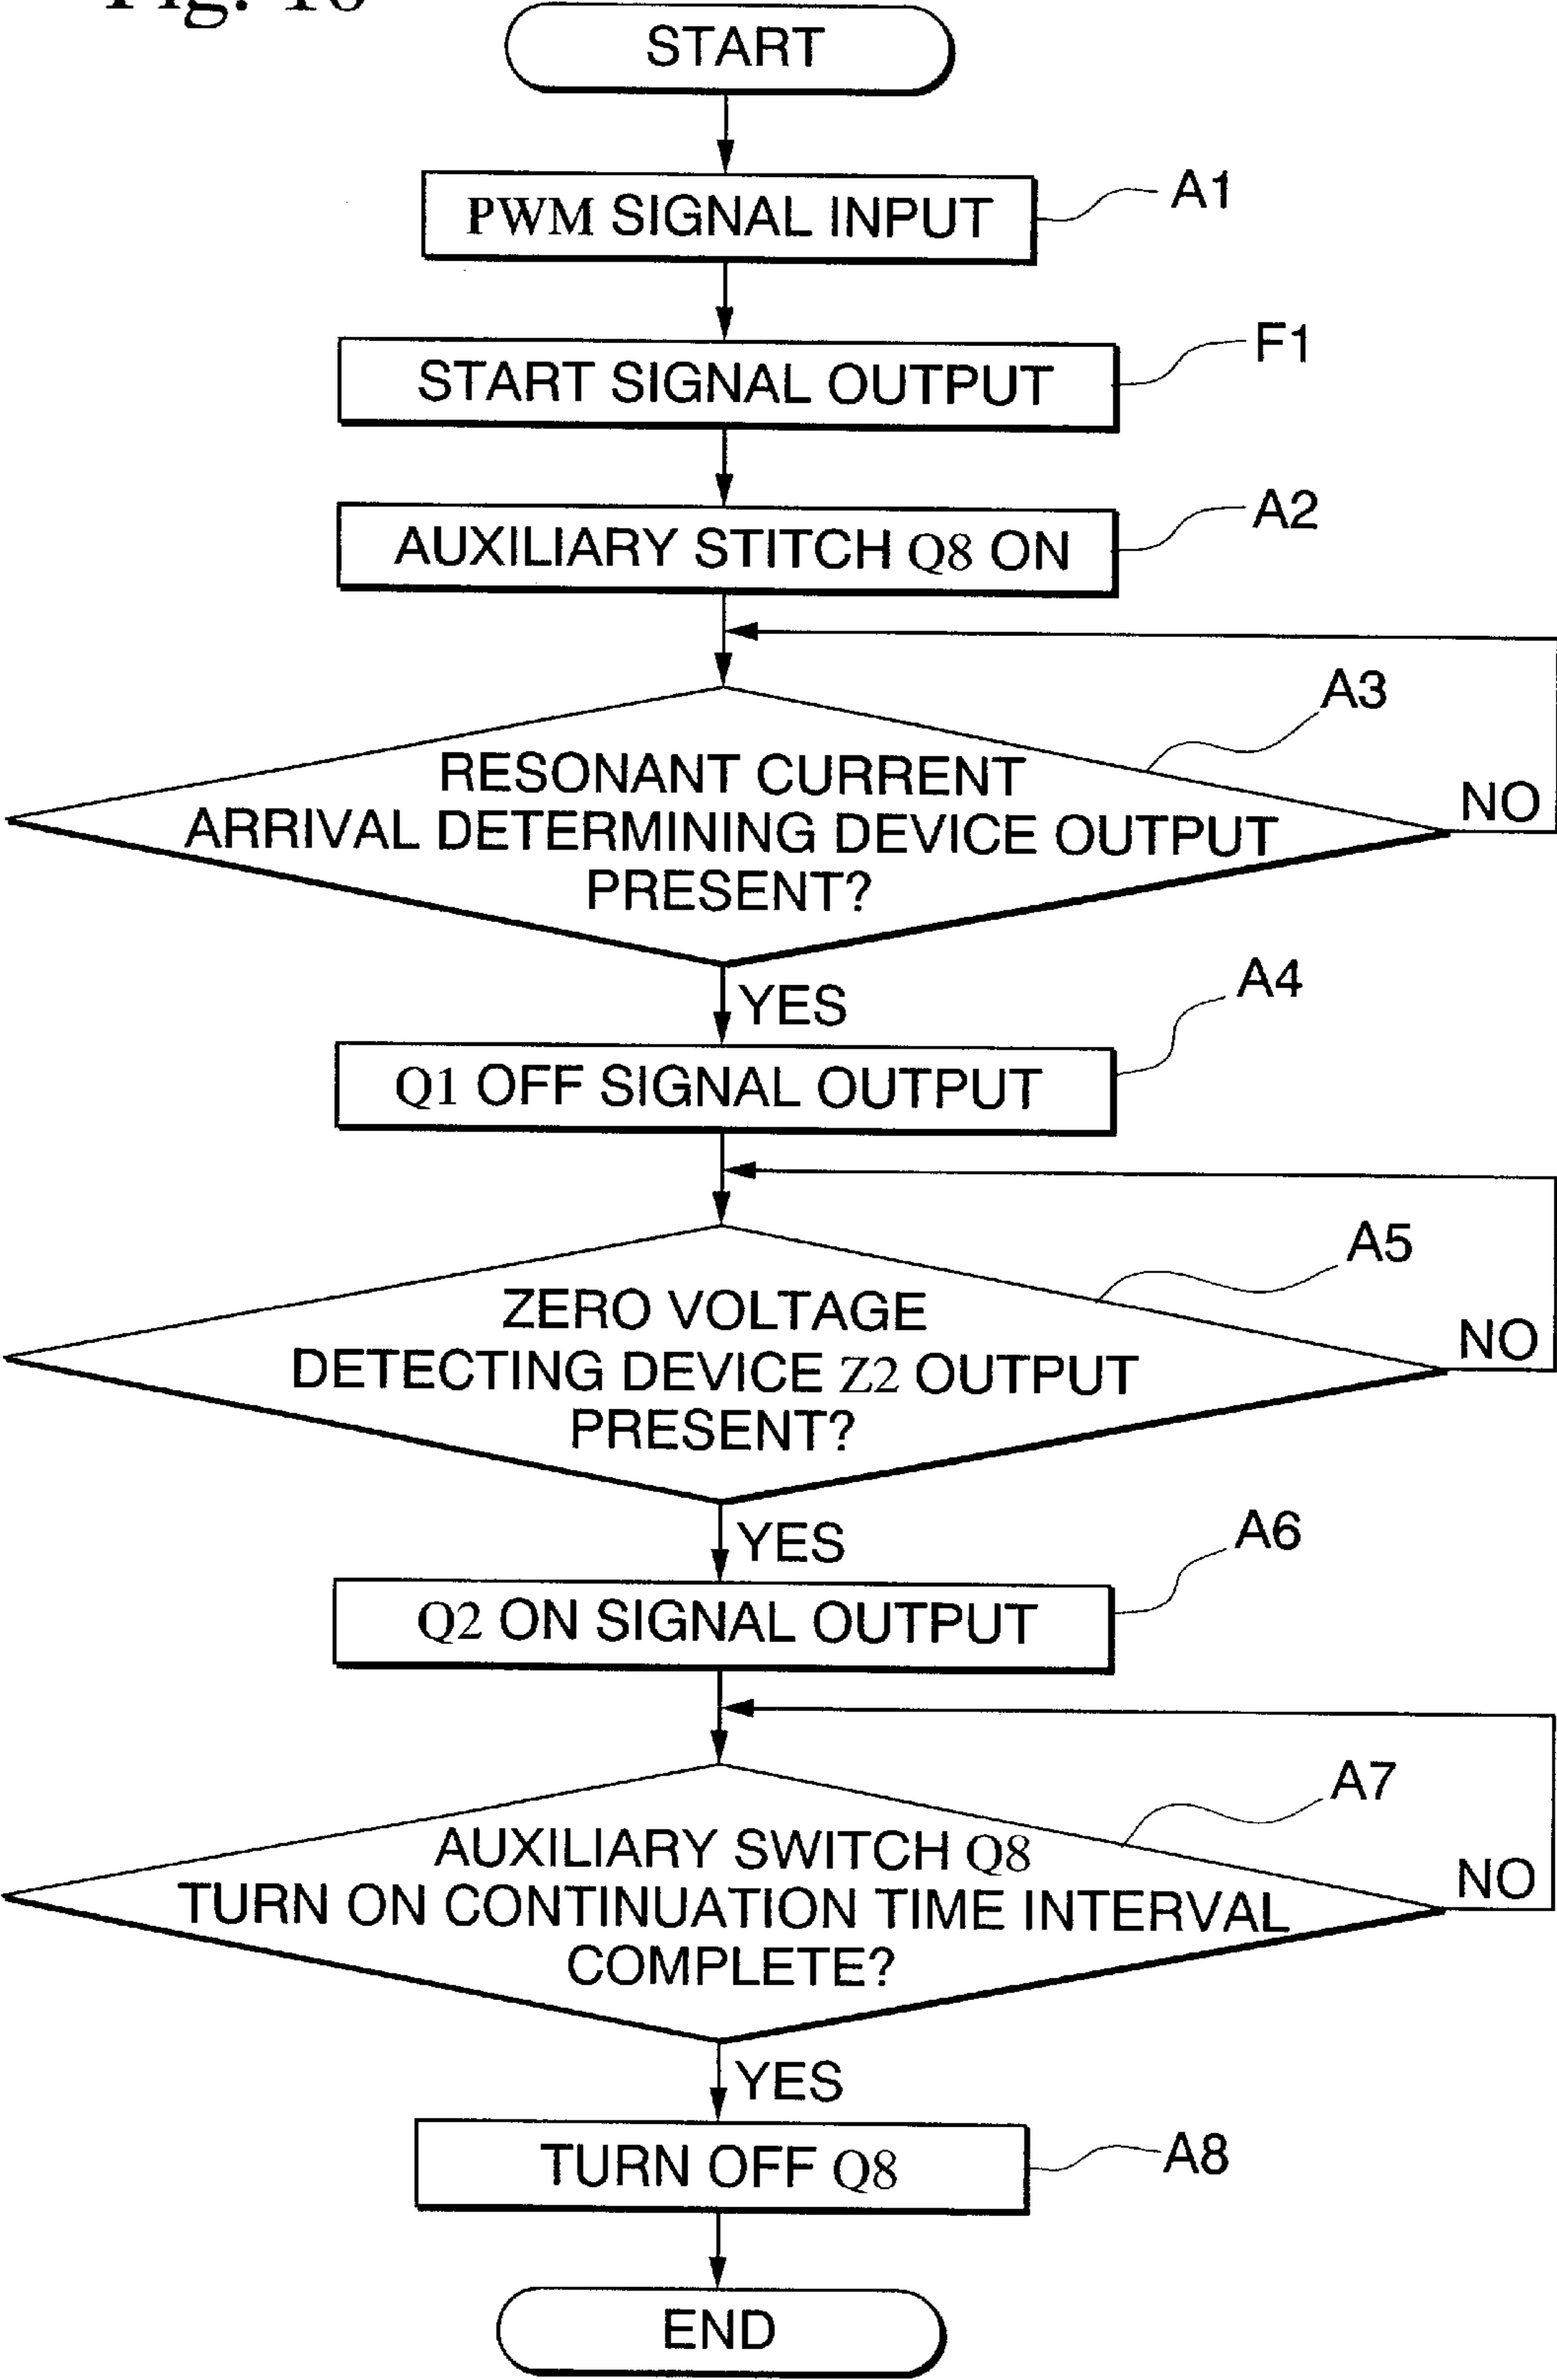 START
PWM SIGNAL INPUT
A1
START SIGNAL OUTPUT
F1
AUXILIARY STITCH Q8 ON
A2
A3
RESONANT CURRENT
ARRIVAL DETERMINING DEVICE OUTPUT
PRESENT?
NO
YES
A4
Q1 OFF SIGNAL OUTPUT
A5
ZERO VOLTAGE
DETECTING DEVICE Z2 OUTPUT
PRESENT?
NO
YES
A6
Q2 ON SIGNAL OUTPUT
A7
AUXILIARY SWITCH Q8
TURN ON CONTINUATION TIME INTERVAL
COMPLETE?
NO
YES
TURN OFF Q8
A8
END